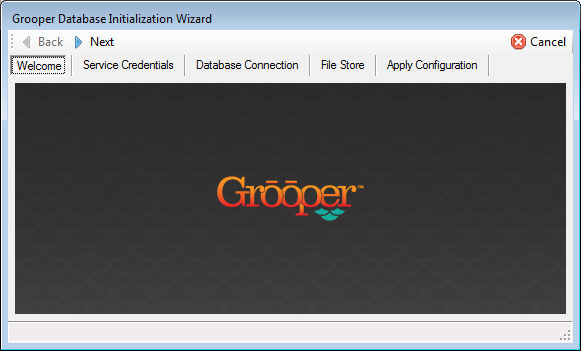 Grooper Database Initialization Wizard
Back Next Cancel
Welcome Service Credentials Database Connection File Store Apply Configuration
Grōōper™